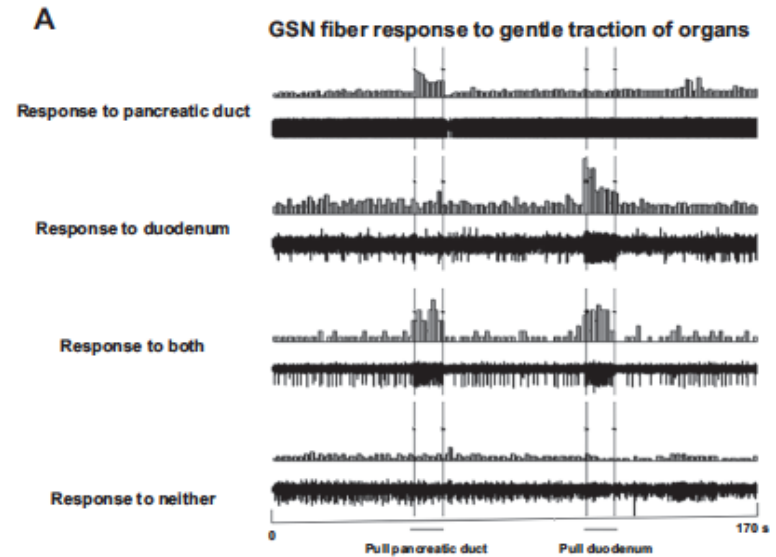 A
GSN fiber response to gentle traction of organs
Response to pancreatic duct
Response to duodenum
Response to both
Response to neither
0
170 s
Pull pancreatic duct
Pull duodenum